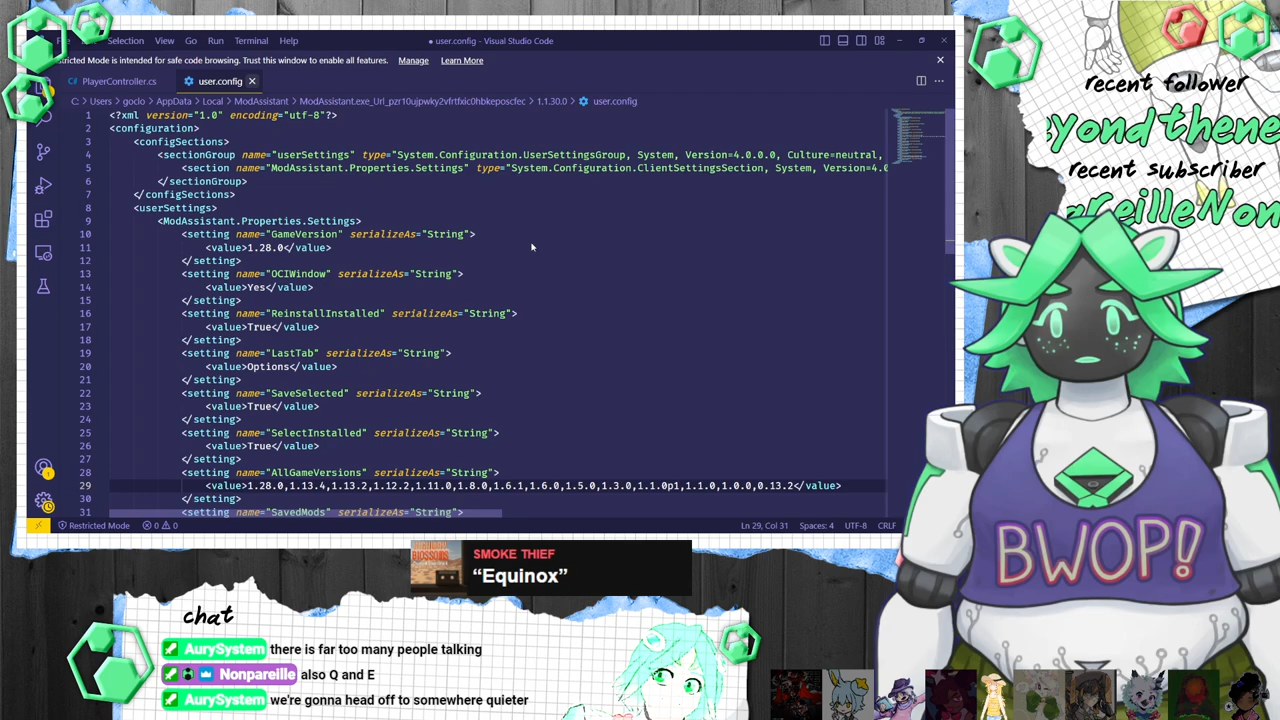 Selection View Go Run Terminal Help
● user.config - Visual Studio Code
tricted Mode is intended for safe code browsing. Trust this window to enable all features. Manage Learn More
PlayerController.cs
user.config
C: > Users > goclo > AppData > Local > ModAssistant > ModAssistant.exe_Url_pzr10ujpwky2vfrtfxic0hbkeposcfec > 1.1.30.0 > user.config
1 <?xml version="1.0" encoding="utf-8"?>
2 <configuration>
3 <configSections>
4 <sectionGroup name="userSettings" type="System.Configuration.UserSettingsGroup, System, Version=4.0.0.0, Culture=neutral,
5 <section name="ModAssistant.Properties.Settings" type="System.Configuration.ClientSettingsSection, System, Version=4.0
6 </sectionGroup>
7 </configSections>
8 <userSettings>
9 <ModAssistant.Properties.Settings>
10 <setting name="GameVersion" serializeAs="String">
11 <value>1.28.0</value>
12 </setting>
13 <setting name="OCIWindow" serializeAs="String">
14 <value>Yes</value>
15 </setting>
16 <setting name="ReinstallInstalled" serializeAs="String">
17 <value>True</value>
18 </setting>
19 <setting name="LastTab" serializeAs="String">
20 <value>Options</value>
21 </setting>
22 <setting name="SaveSelected" serializeAs="String">
23 <value>True</value>
24 </setting>
25 <setting name="SelectInstalled" serializeAs="String">
26 <value>True</value>
27 </setting>
28 <setting name="AllGameVersions" serializeAs="String">
29 <value>1.28.0,1.13.4,1.13.2,1.12.2,1.11.0,1.8.0,1.6.1,1.6.0,1.5.0,1.3.0,1.1.0p1,1.1.0,1.0.0,0.13.2</value>
30 </setting>
31 <setting name="SavedMods" serializeAs="String">
Restricted Mode 0 0 Ln 29, Col 31 Spaces: 4 UTF-8 CRLF
recent follower
yondthene
recent subscriber
reilleNon
BWOP!
SMOKE THIEF
“Equinox”
chat
AurySystem there is far too many people talking
Nonpareille also Q and E
AurySystem we're gonna head off to somewhere quieter